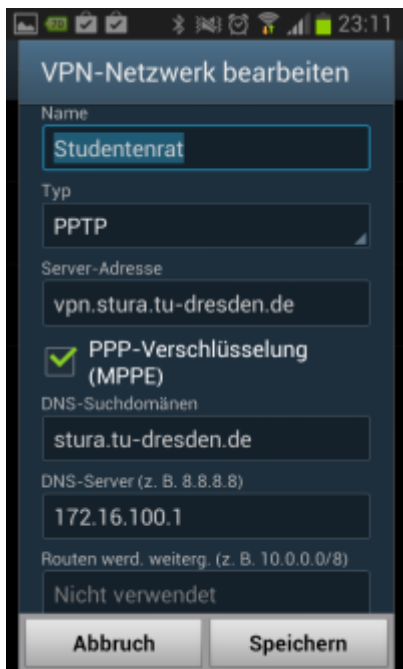 23:11
VPN-Netzwerk bearbeiten
Name
Studentenrat
Typ
PPTP
Server-Adresse
vpn.stura.tu-dresden.de
PPP-Verschlüsselung
(MPPE)
DNS-Suchdomänen
stura.tu-dresden.de
DNS-Server (z. B. 8.8.8.8)
172.16.100.1
Routen werd. weiterg. (z. B. 10.0.0.0/8)
Nicht verwendet
Abbruch Speichern